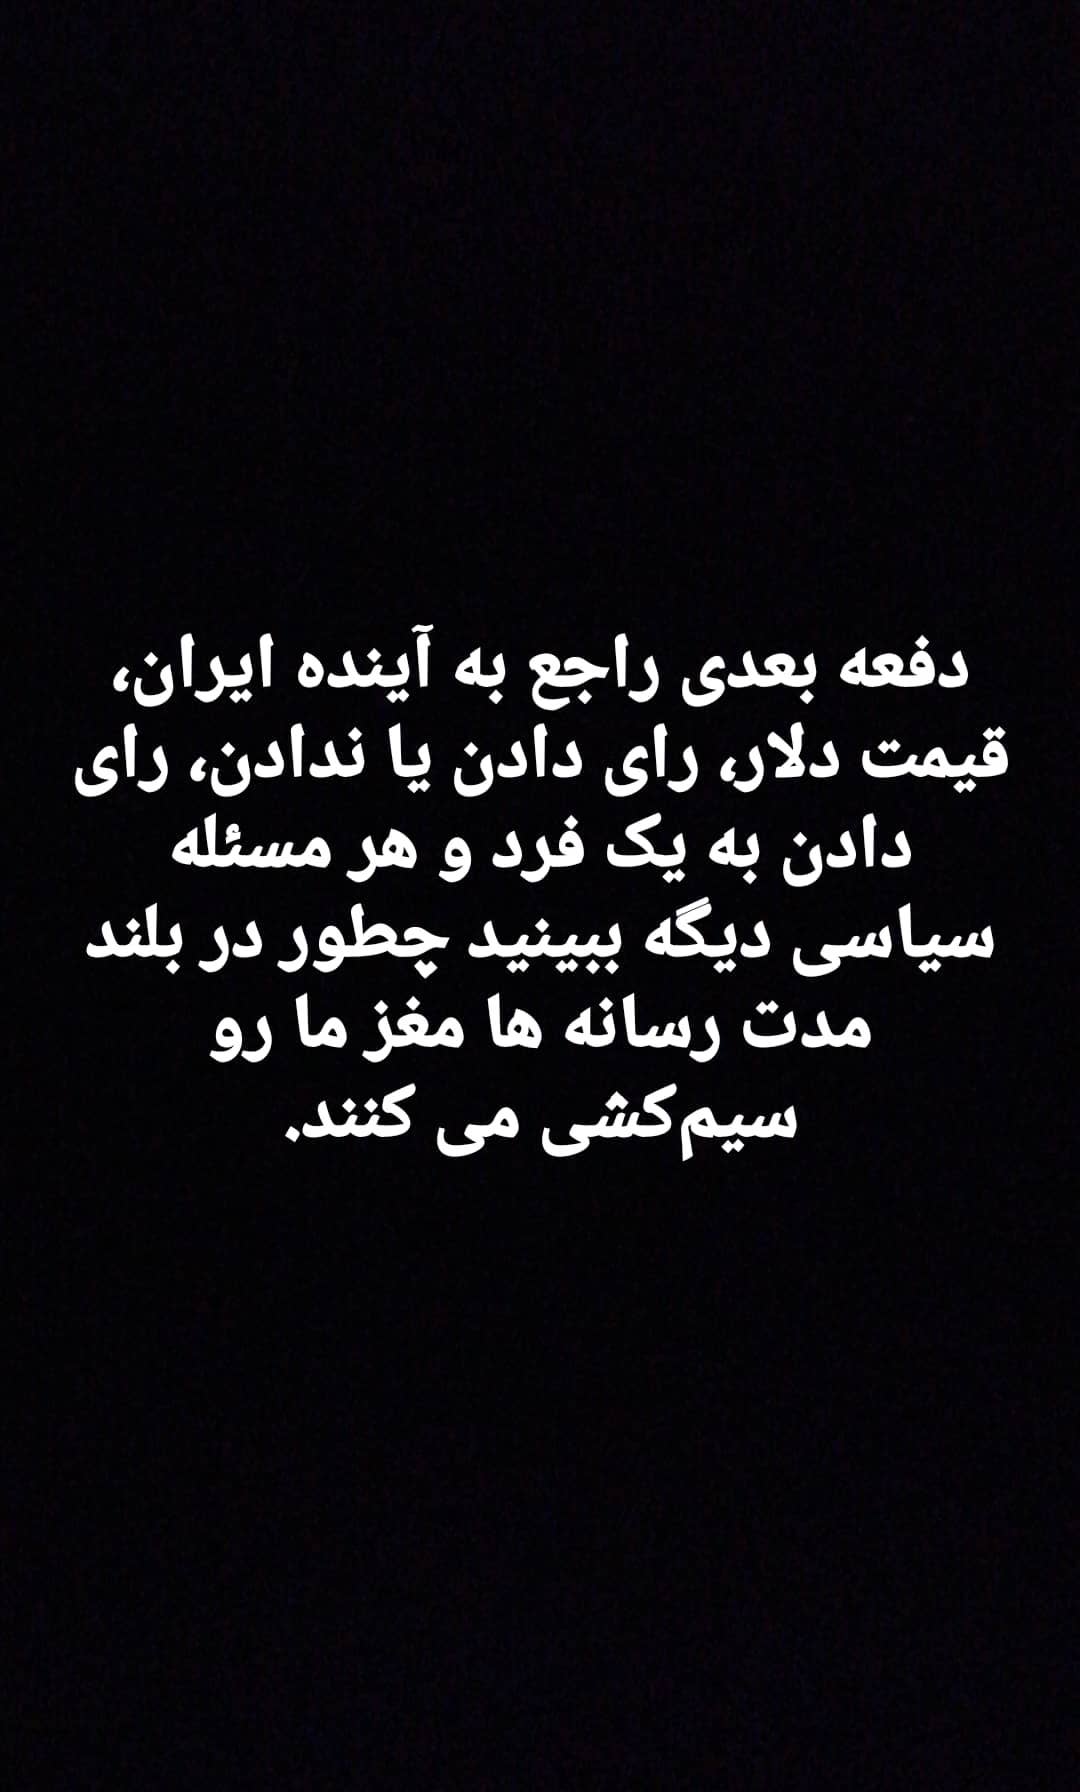 دفعه بعدی راجع به آینده ایران،
قیمت دلار، رای دادن یا ندادن، رای
دادن به یک فرد و هر مسئله
سیاسی دیگه ببینید چطور در بلند
مدت رسانه ها مغز ما رو
سیم‌کشی می کنند.